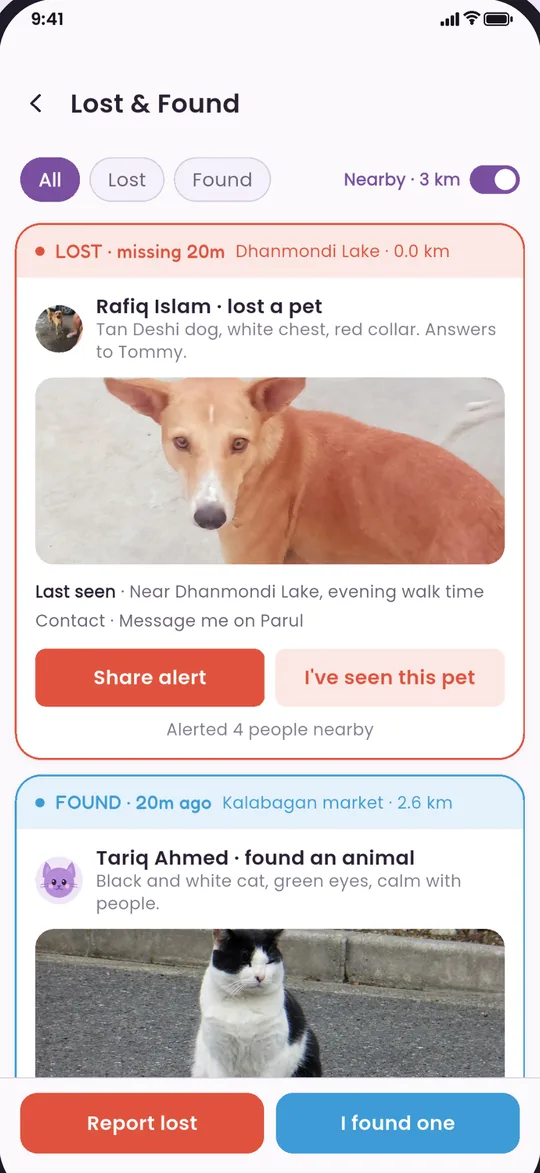 9:41
Lost & Found
All
Lost
Found
Nearby · 3 km
LOST · missing 20m Dhanmondi Lake · 0.0 km
Rafiq Islam · lost a pet
Tan Deshi dog, white chest, red collar. Answers
to Tommy.
Last seen · Near Dhanmondi Lake, evening walk time
Contact · Message me on Parul
Share alert
I've seen this pet
Alerted 4 people nearby
FOUND · 20m ago Kalabagan market · 2.6 km
Tariq Ahmed · found an animal
Black and white cat, green eyes, calm with
people.
Report lost
I found one